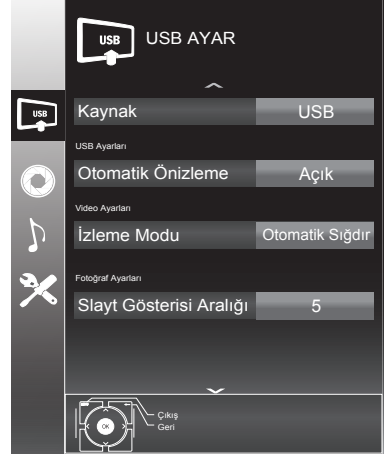 USB
USB AYAR
USB
Kaynak
USB
USB Ayarları
Otomatik Önizleme
Açık
Video Ayarları
İzleme Modu
Otomatik Sığdır
Fotoğraf Ayarları
Slayt Gösterisi Aralığı
5
OK
Çıkış
Geri